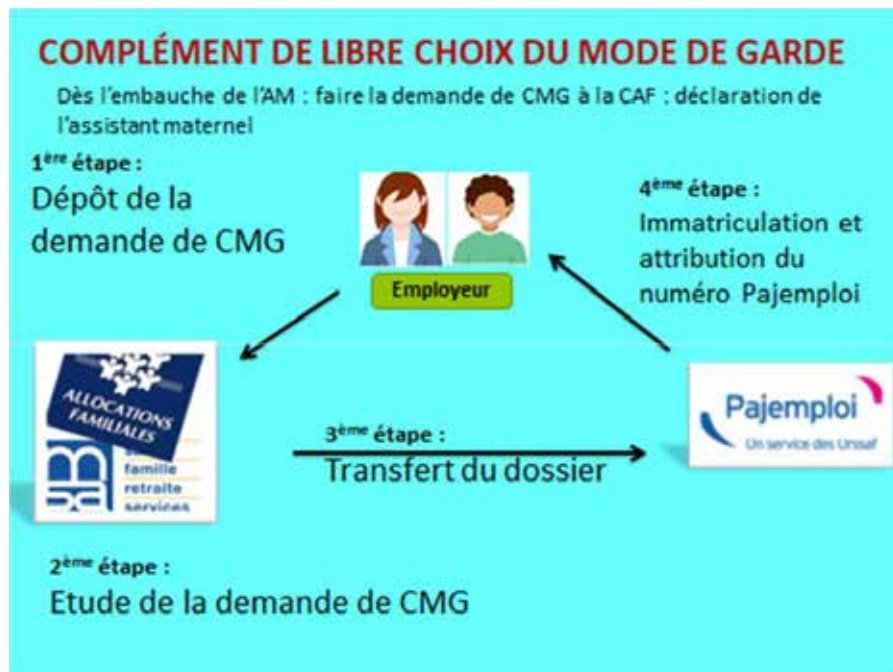 COMPLÉMENT DE LIBRE CHOIX DU MODE DE GARDE
Dès l'embauche de l'AM : faire la demande de CMG à la CAF : déclaration de
l'assistant maternel
1ère étape :
Dépôt de la
demande de CMG
Employeur
4ème étape :
Immatriculation et
attribution du
numéro Pajemploi
ALLOCATIONS
FAMILIALES
famille
retraite
services
3ème étape :
Transfert du dossier
Pajemploi
Un service des Urssaf
2ème étape :
Etude de la demande de CMG